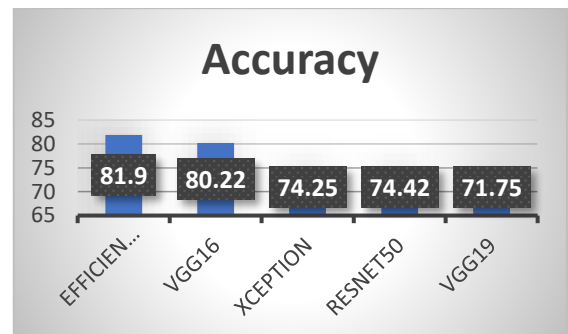 Accuracy
85
80
75
70
65
81.9
80.22
74.25
74.42
71.75
EFFICIEN...
VGG16
XCEPTION
RESNET50
VGG19